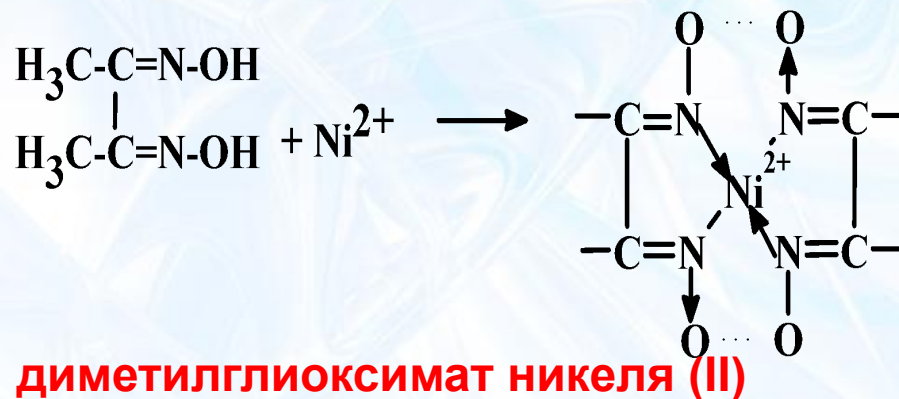 O ... O
H3C-C=N-OH
H3C-C=N-OH + Ni2+ →
C=N N=C
Ni2+
C=N N=C
O ... O
диметилглиоксимат никеля (II)